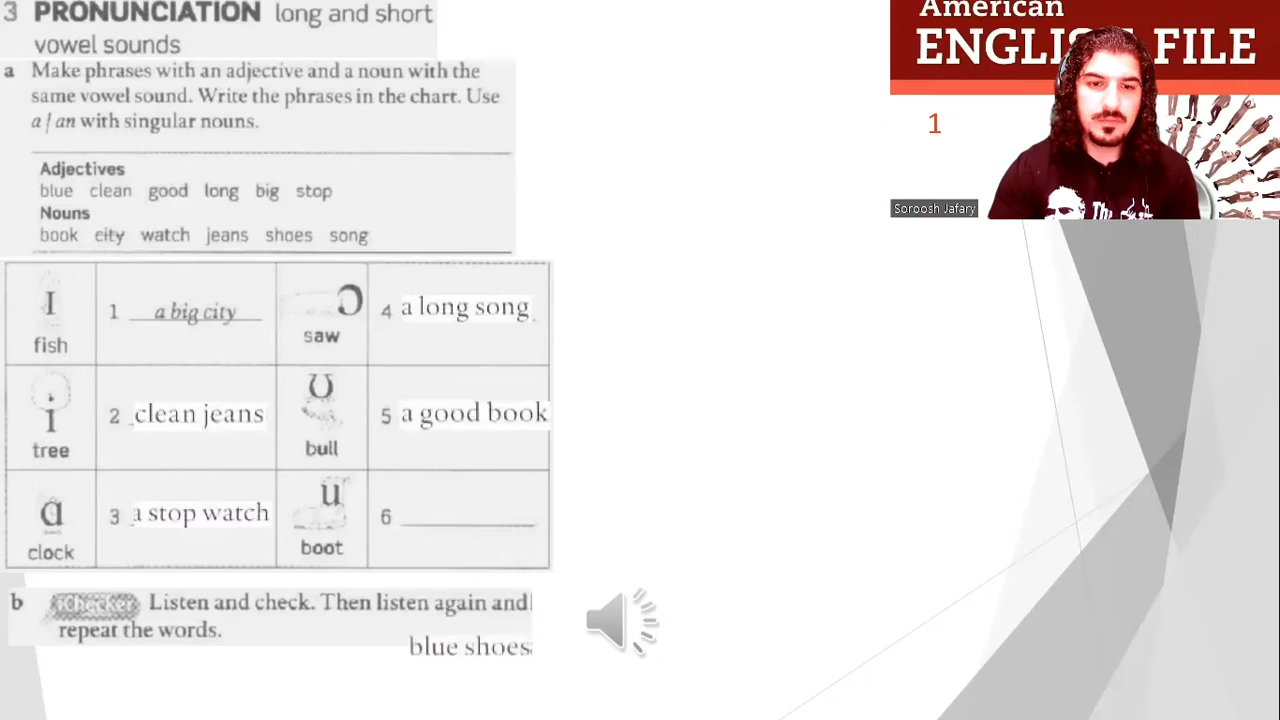 3 PRONUNCIATION long and short
vowel sounds
a Make phrases with an adjective and a noun with the
same vowel sound. Write the phrases in the chart. Use
a / an with singular nouns.
Adjectives
blue clean good long big stop
Nouns
book city watch jeans shoes song
ɪ
fish
1 a big city
ɔ
saw
4 a long song
i
tree
2 clean jeans
ʊ
bull
5 a good book
ɑ
clock
3 a stop watch
u
boot
6
b iChecker Listen and check. Then listen again and
repeat the words.
blue shoes
American
ENGLISH FILE
1
Soroosh Jafary